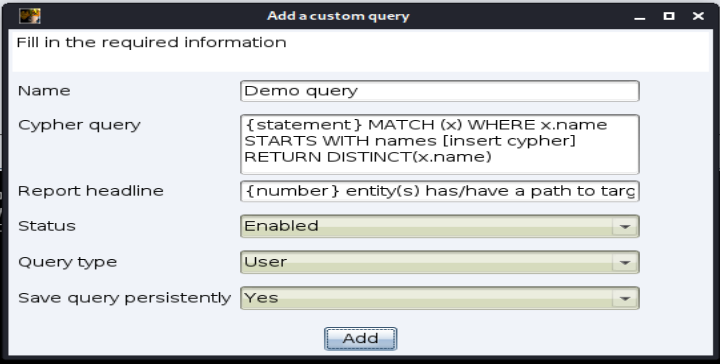 Add a custom query
Fill in the required information
Name
Demo query
Cypher query
{statement} MATCH (x) WHERE x.name
STARTS WITH names [insert cypher]
RETURN DISTINCT(x.name)
Report headline
{number} entity(s) has/have a path to targ
Status
Enabled
Query type
User
Save query persistently
Yes
Add